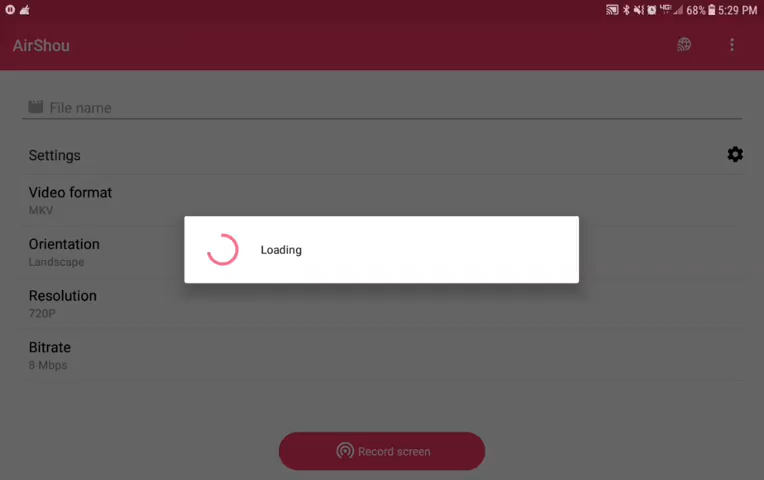 68% 5:29 PM
AirShou
File name
Settings
Video format
MKV
Orientation
Landscape
Loading
Resolution
720P
Bitrate
8 Mbps
Record screen